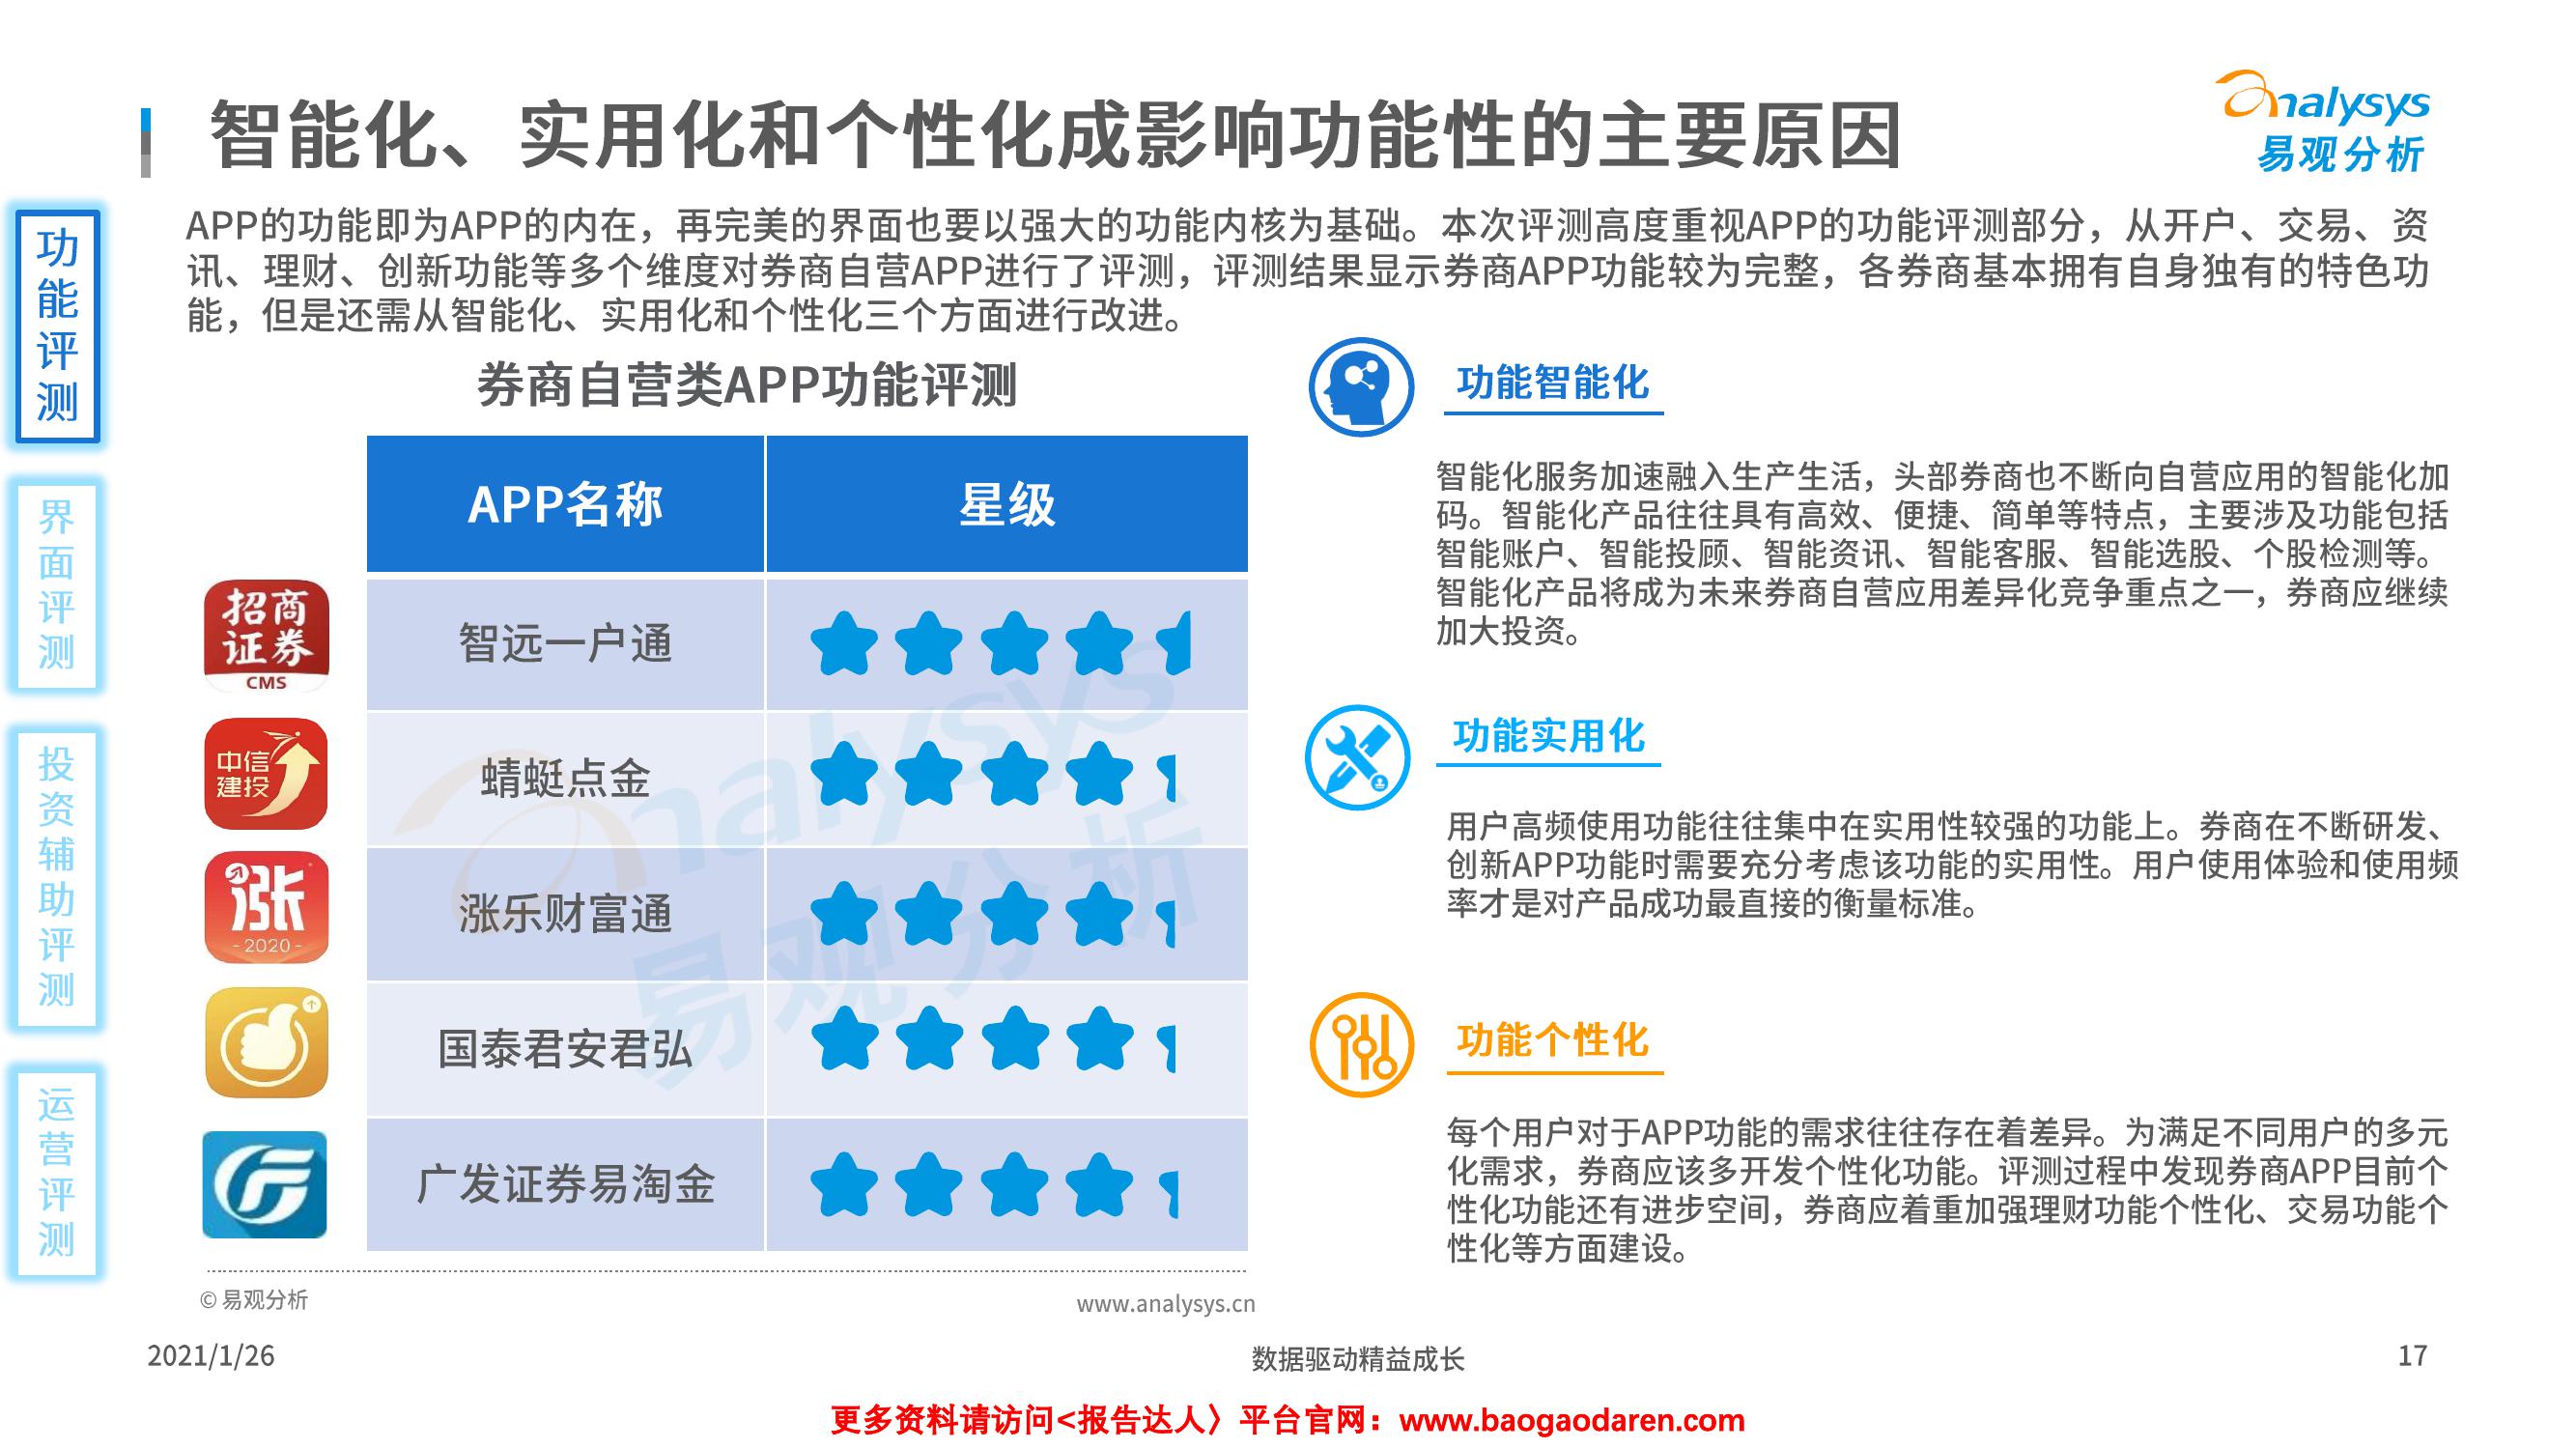 智能化、实用化和个性化成影响功能性的主要原因
analysys
易观分析
APP的功能即为APP的内在，再完美的界面也要以强大的功能内核为基础。本次评测高度重视APP的功能评测部分，从开户、交易、资
讯、理财、创新功能等多个维度对券商自营APP进行了评测，评测结果显示券商APP功能较为完整，各券商基本拥有自身独有的特色功
能，但是还需从智能化、实用化和个性化三个方面进行改进。
功能评测
界面评测
投资辅助评测
运营评测
券商自营类APP功能评测
APP名称 星级
招商
证券
CMS
智远一户通
中信
建投
蜻蜓点金
涨
-2020-
涨乐财富通
国泰君安君弘
广发证券易淘金
analysys
易观分析
© 易观分析
www.analysys.cn
功能智能化
智能化服务加速融入生产生活，头部券商也不断向自营应用的智能化加
码。智能化产品往往具有高效、便捷、简单等特点，主要涉及功能包括
智能账户、智能投顾、智能资讯、智能客服、智能选股、个股检测等。
智能化产品将成为未来券商自营应用差异化竞争重点之一，券商应继续
加大投资。
功能实用化
用户高频使用功能往往集中在实用性较强的功能上。券商在不断研发、
创新APP功能时需要充分考虑该功能的实用性。用户使用体验和使用频
率才是对产品成功最直接的衡量标准。
功能个性化
每个用户对于APP功能的需求往往存在着差异。为满足不同用户的多元
化需求，券商应该多开发个性化功能。评测过程中发现券商APP目前个
性化功能还有进步空间，券商应着重加强理财功能个性化、交易功能个
性化等方面建设。
2021/1/26
数据驱动精益成长
17
更多资料请访问<报告达人〉平台官网：www.baogaodaren.com